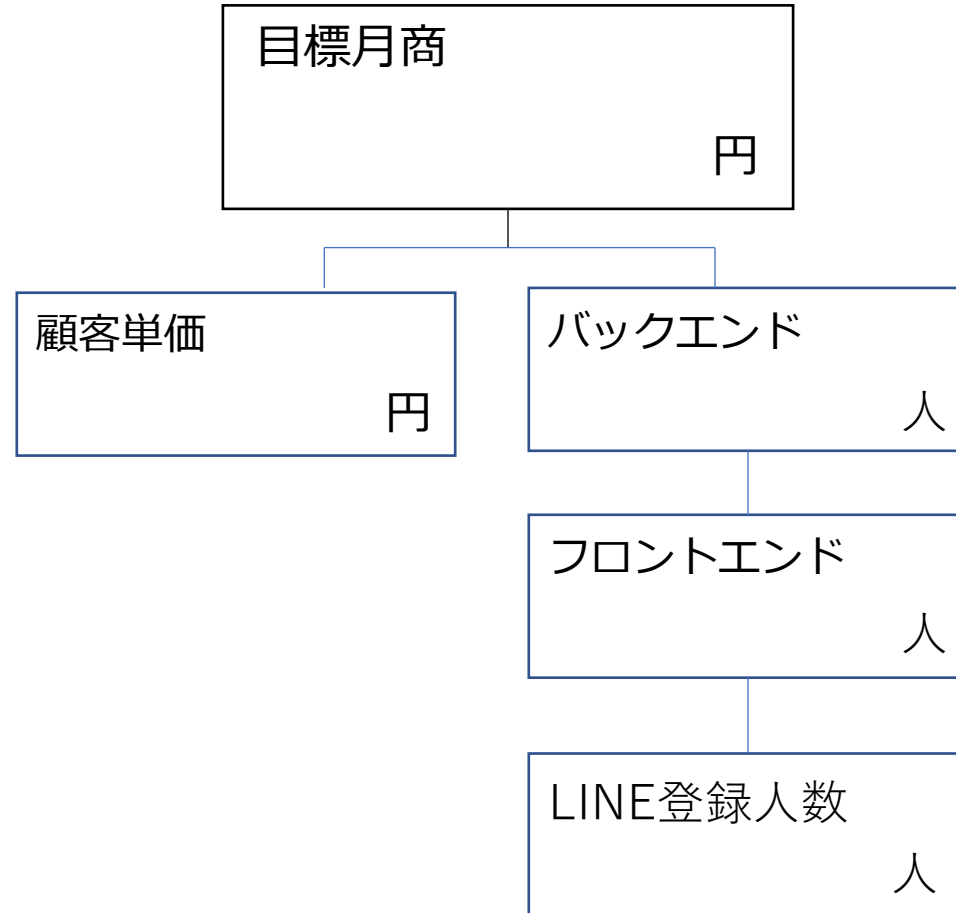 目標月商
円
顧客単価
円
バックエンド
人
フロントエンド
人
LINE登録人数
人